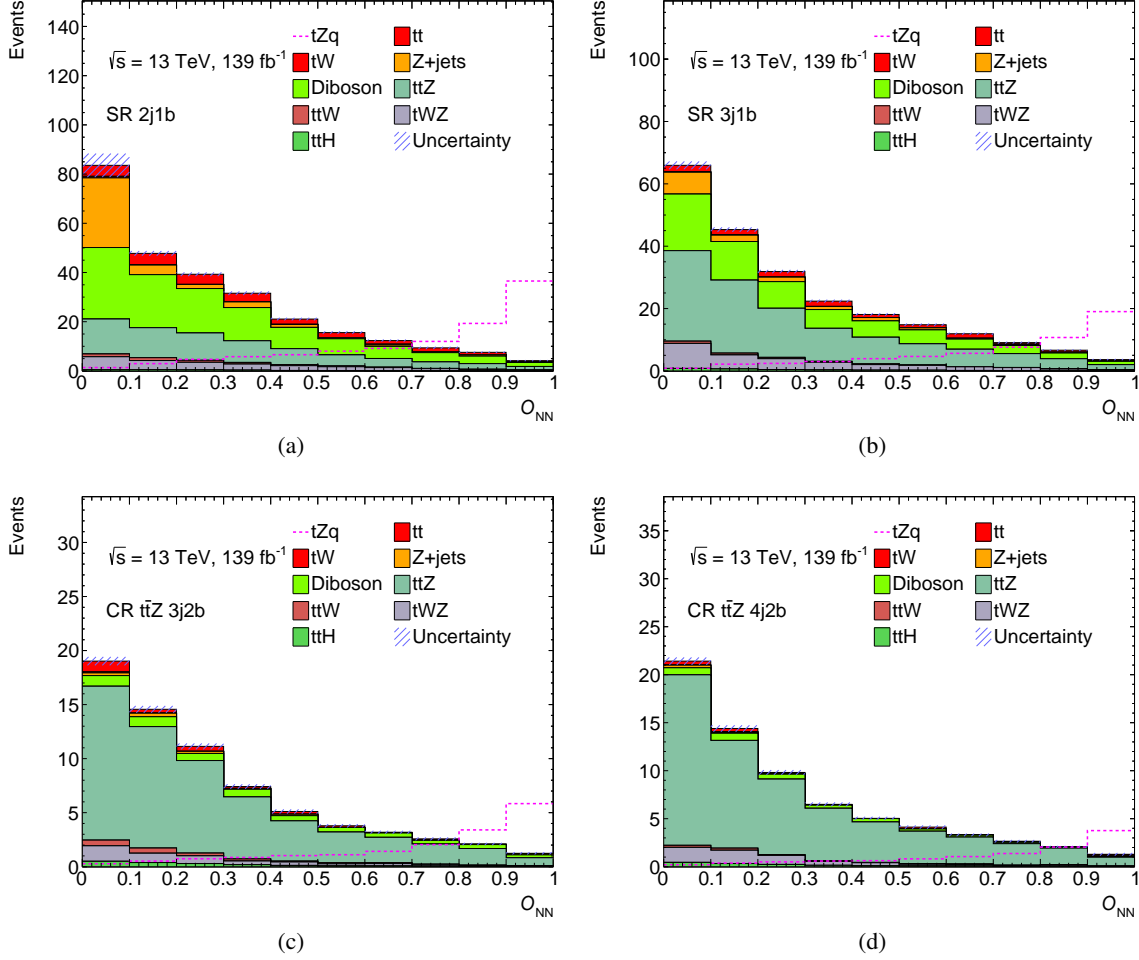 Events
140
120
100
80
60
40
20
0
√s = 13 TeV, 139 fb⁻¹
SR 2j1b
tZq
tt
tW
Z+jets
Diboson
ttZ
ttW
tWZ
ttH
Uncertainty
0 0.1 0.2 0.3 0.4 0.5 0.6 0.7 0.8 0.9 1
O_NN
(a)
Events
100
80
60
40
20
0
√s = 13 TeV, 139 fb⁻¹
SR 3j1b
tZq
tt
tW
Z+jets
Diboson
ttZ
ttW
tWZ
ttH
Uncertainty
0 0.1 0.2 0.3 0.4 0.5 0.6 0.7 0.8 0.9 1
O_NN
(b)
Events
30
25
20
15
10
5
0
√s = 13 TeV, 139 fb⁻¹
CR tt̄Z 3j2b
tZq
tt
tW
Z+jets
Diboson
ttZ
ttW
tWZ
ttH
Uncertainty
0 0.1 0.2 0.3 0.4 0.5 0.6 0.7 0.8 0.9 1
O_NN
(c)
Events
35
30
25
20
15
10
5
0
√s = 13 TeV, 139 fb⁻¹
CR tt̄Z 4j2b
tZq
tt
tW
Z+jets
Diboson
ttZ
ttW
tWZ
ttH
Uncertainty
0 0.1 0.2 0.3 0.4 0.5 0.6 0.7 0.8 0.9 1
O_NN
(d)